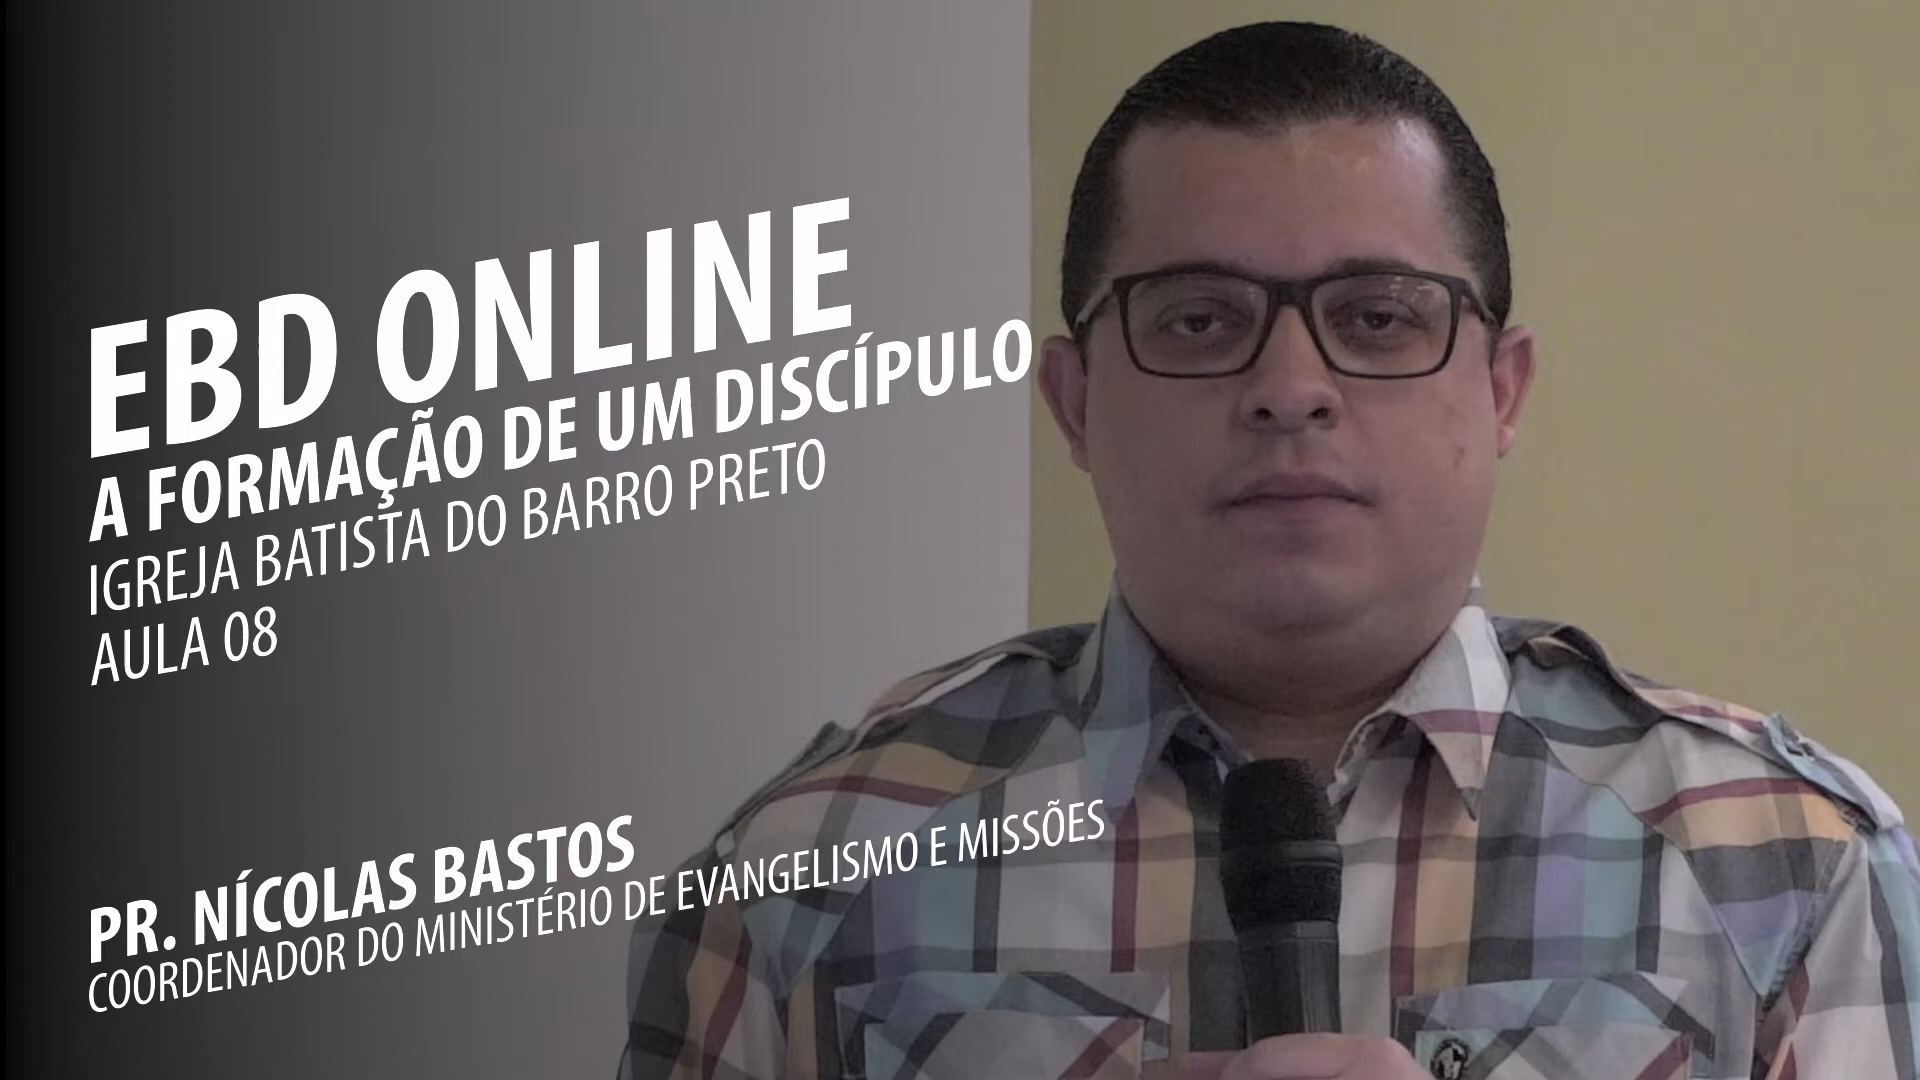 EBD ONLINE
A FORMAÇÃO DE UM DISCÍPULO
IGREJA BATISTA DO BARRO PRETO
AULA 08
PR. NÍCOLAS BASTOS
COORDENADOR DO MINISTÉRIO DE EVANGELISMO E MISSÕES